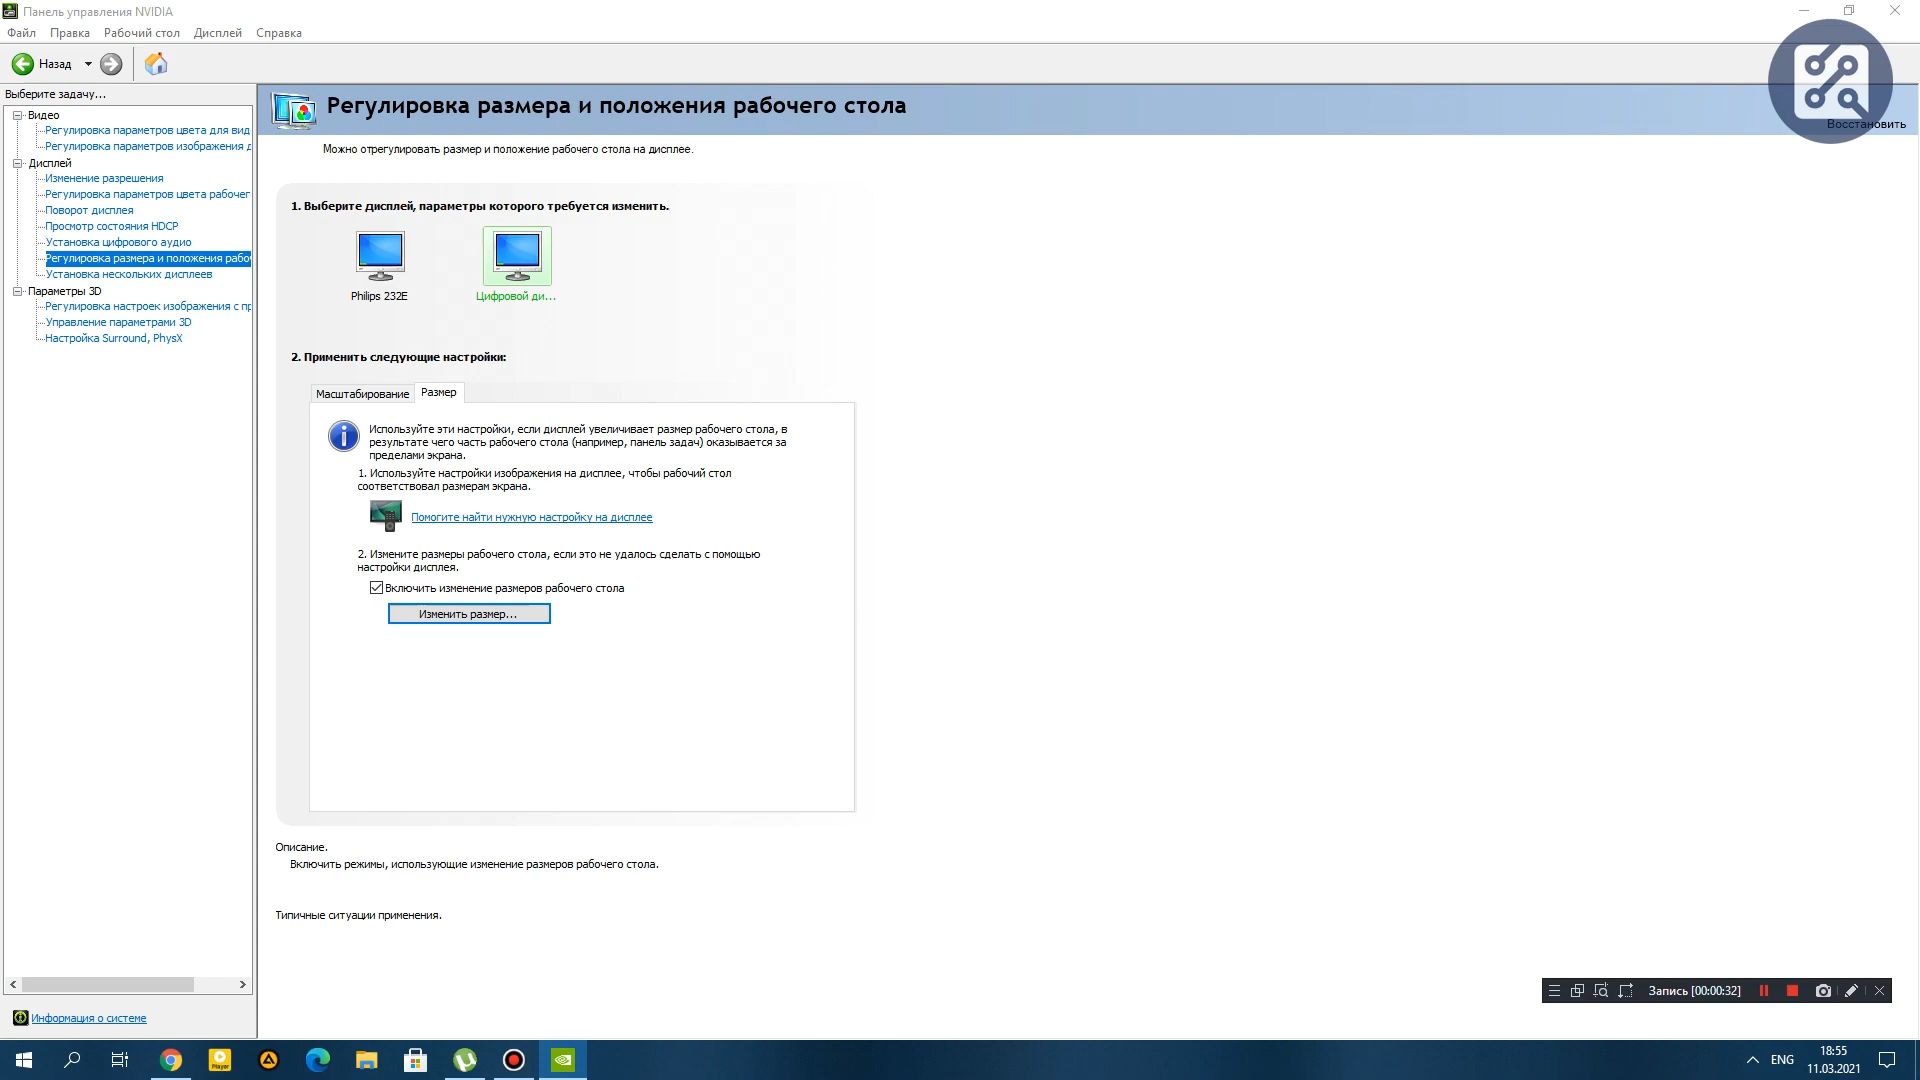 Панель управления NVIDIA
Файл Правка Рабочий стол Дисплей Справка
Назад
Выберите задачу...
Видео
Регулировка параметров цвета для вид
Регулировка параметров изображения д
Дисплей
Изменение разрешения
Регулировка параметров цвета рабочег
Поворот дисплея
Просмотр состояния HDCP
Установка цифрового аудио
Регулировка размера и положения рабо
Установка нескольких дисплеев
Параметры 3D
Регулировка настроек изображения с пр
Управление параметрами 3D
Настройка Surround, PhysX
Информация о системе
Регулировка размера и положения рабочего стола
Восстановить
Можно отрегулировать размер и положение рабочего стола на дисплее.
1. Выберите дисплей, параметры которого требуется изменить.
Philips 232E
Цифровой ди...
2. Применить следующие настройки:
Масштабирование
Размер
Используйте эти настройки, если дисплей увеличивает размер рабочего стола, в
результате чего часть рабочего стола (например, панель задач) оказывается за
пределами экрана.
1. Используйте настройки изображения на дисплее, чтобы рабочий стол
соответствовал размерам экрана.
Помогите найти нужную настройку на дисплее
2. Измените размеры рабочего стола, если это не удалось сделать с помощью
настройки дисплея.
Включить изменение размеров рабочего стола
Изменить размер...
Описание.
Включить режимы, использующие изменение размеров рабочего стола.
Типичные ситуации применения.
Запись [00:00:32]
Player
ENG
18:55
11.03.2021